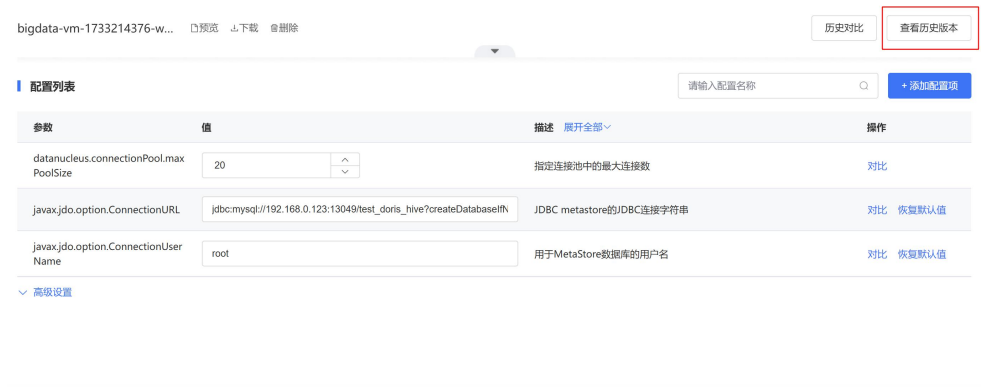 bigdata-vm-1733214376-w... 预览 下载 删除 历史对比 查看历史版本
配置列表 请输入配置名称 + 添加配置项
参数 值 描述 展开全部 操作
datanucleus.connectionPool.max
PoolSize
20 指定连接池中的最大连接数 对比
javax.jdo.option.ConnectionURL jdbc:mysql://192.168.0.123:13049/test_doris_hive?createDatabaseIfN JDBC metastore的JDBC连接字符串 对比 恢复默认值
javax.jdo.option.ConnectionUser
Name
root 用于MetaStore数据库的用户名 对比 恢复默认值
高级设置